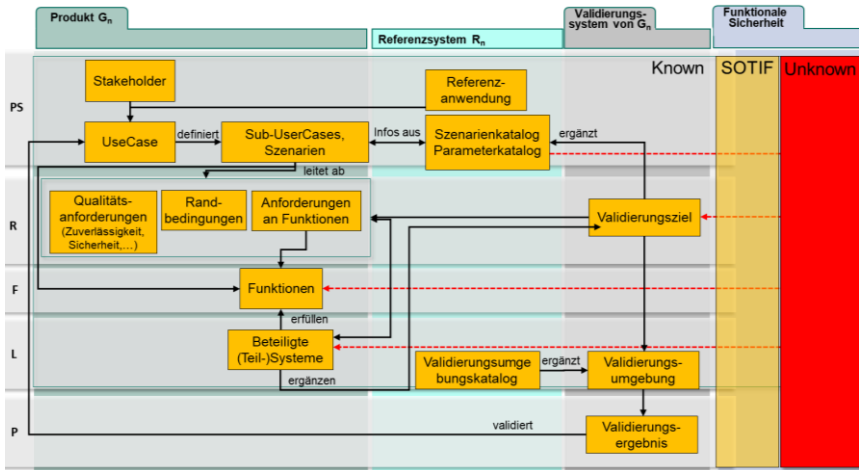 Produkt Gn
Referenzsystem Rn
Validierungs-
system von Gn
Funktionale
Sicherheit
Known
SOTIF
Unknown
PS
Stakeholder
Referenz-
anwendung
UseCase
definiert
Sub-UserCases,
Szenarien
Infos aus
Szenarienkatalog
Parameterkatalog
ergänzt
leitet ab
R
Qualitäts-
anforderungen
(Zuverlässigkeit,
Sicherheit,...)
Rand-
bedingungen
Anforderungen
an Funktionen
Validierungsziel
F
Funktionen
erfüllen
L
Beteiligte
(Teil-)Systeme
ergänzen
Validierungsumge
bungskatalog
ergänzt
Validierungs-
umgebung
P
validiert
Validierungs-
ergebnis